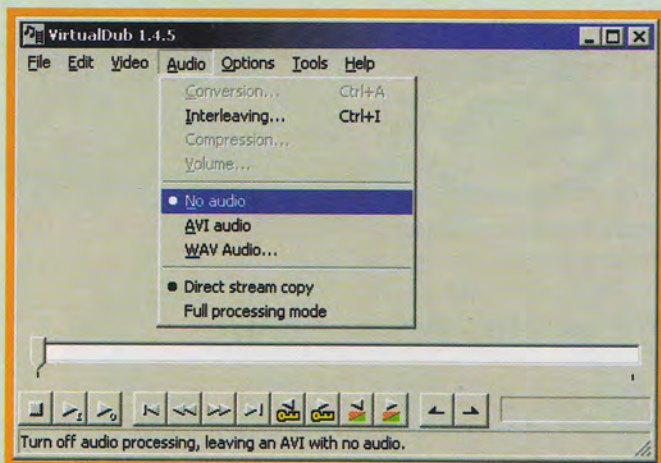 VirtualDub 1.4.5
File Edit Video Audio Options Tools Help
Conversion... Ctrl+A
Interleaving... Ctrl+I
Compression...
Volume...
No audio
AVI audio
WAV Audio...
Direct stream copy
Full processing mode
Turn off audio processing, leaving an AVI with no audio.